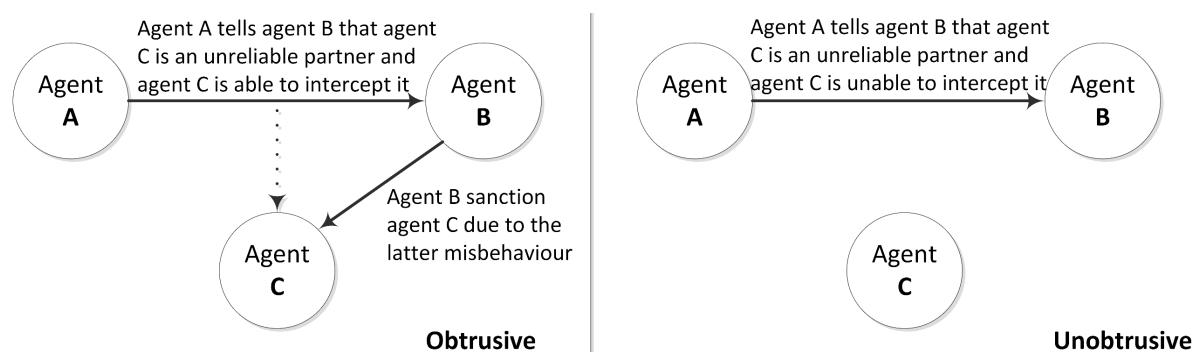 Agent A tells agent B that agent
C is an unreliable partner and
agent C is able to intercept it
Agent
A
Agent
B
Agent B sanction
agent C due to the
latter misbehaviour
Agent
C
Obtrusive
Agent A tells agent B that agent
C is an unreliable partner and
agent C is unable to intercept it
Agent
A
Agent
B
Agent
C
Unobtrusive